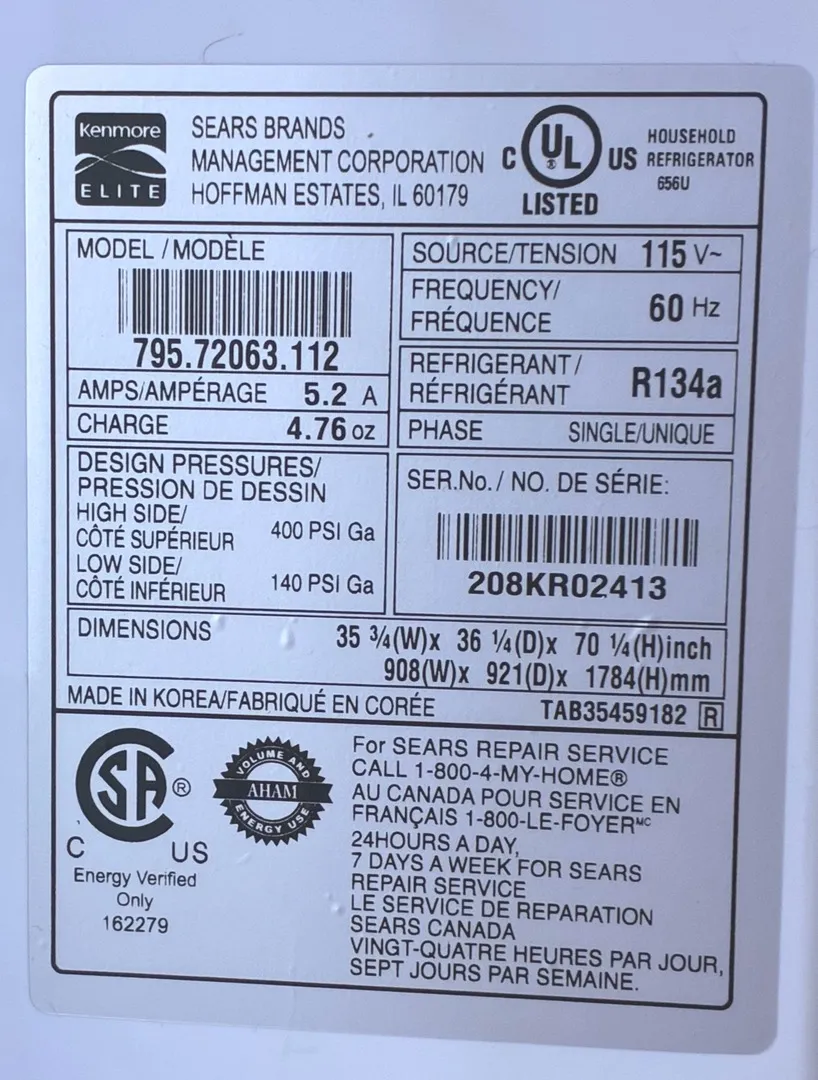 Kenmore
ELITE
SEARS BRANDS
MANAGEMENT CORPORATION
HOFFMAN ESTATES, IL 60179
C UL ® US
LISTED
HOUSEHOLD
REFRIGERATOR
656U
MODEL / MODÈLE
795.72063.112
AMPS/AMPÉRAGE 5.2 A
CHARGE 4.76 oz
SOURCE/TENSION 115 V~
FREQUENCY/
FRÉQUENCE 60 Hz
REFRIGERANT/
RÉFRIGÉRANT R134a
PHASE SINGLE/UNIQUE
DESIGN PRESSURES/
PRESSION DE DESSIN
HIGH SIDE/
CÔTÉ SUPÉRIEUR 400 PSI Ga
LOW SIDE/
CÔTÉ INFÉRIEUR 140 PSI Ga
SER.No. / NO. DE SÉRIE:
208KR02413
DIMENSIONS 35 ¾(W)x 36 ¼(D)x 70 ¼(H)inch
908(W)x 921(D)x 1784(H)mm
MADE IN KOREA/FABRIQUÉ EN CORÉE TAB35459182 R
SA ®
C US
Energy Verified
Only
162279
VOLUME AND
AHAM
ENERGY USE
For SEARS REPAIR SERVICE
CALL 1-800-4-MY-HOME®
AU CANADA POUR SERVICE EN
FRANÇAIS 1-800-LE-FOYER MC
24HOURS A DAY,
7 DAYS A WEEK FOR SEARS
REPAIR SERVICE
LE SERVICE DE REPARATION
SEARS CANADA
VINGT-QUATRE HEURES PAR JOUR,
SEPT JOURS PAR SEMAINE.